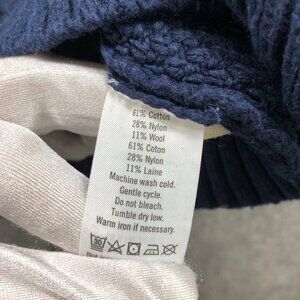 61% Cotton
28% Nylon
11% Wool
61% Coton
28% Nylon
11% Laine
Machine wash cold.
Gentle cycle.
Do not bleach.
Tumble dry low.
Warm iron if necessary.
30